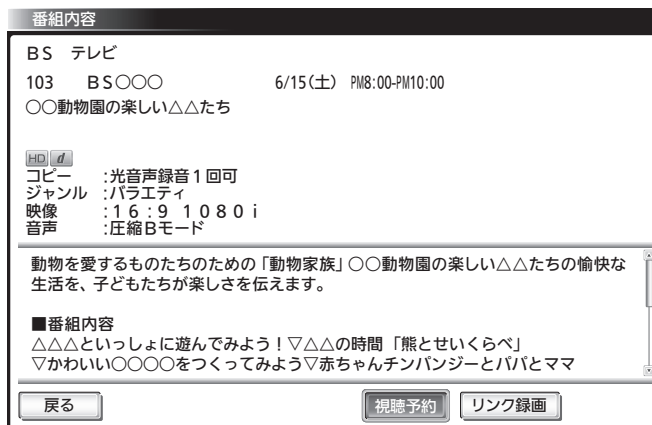 番組内容
BS テレビ
103 BS○○○ 6/15(土) PM8:00-PM10:00
○○動物園の楽しい△△たち
HD d
コピー :光音声録音1回可
ジャンル :バラエティ
映像 :16:9 1080i
音声 :圧縮Bモード
動物を愛するものたちのための「動物家族」○○動物園の楽しい△△たちの愉快な
生活を、子どもたちが楽しさを伝えます。
■番組内容
△△△といっしょに遊んでみよう!▽△△の時間「熊とせいくらべ」
▽かわいい○○○○をつくってみよう▽赤ちゃんチンパンジーとパパとママ
戻る 視聴予約 リンク録画